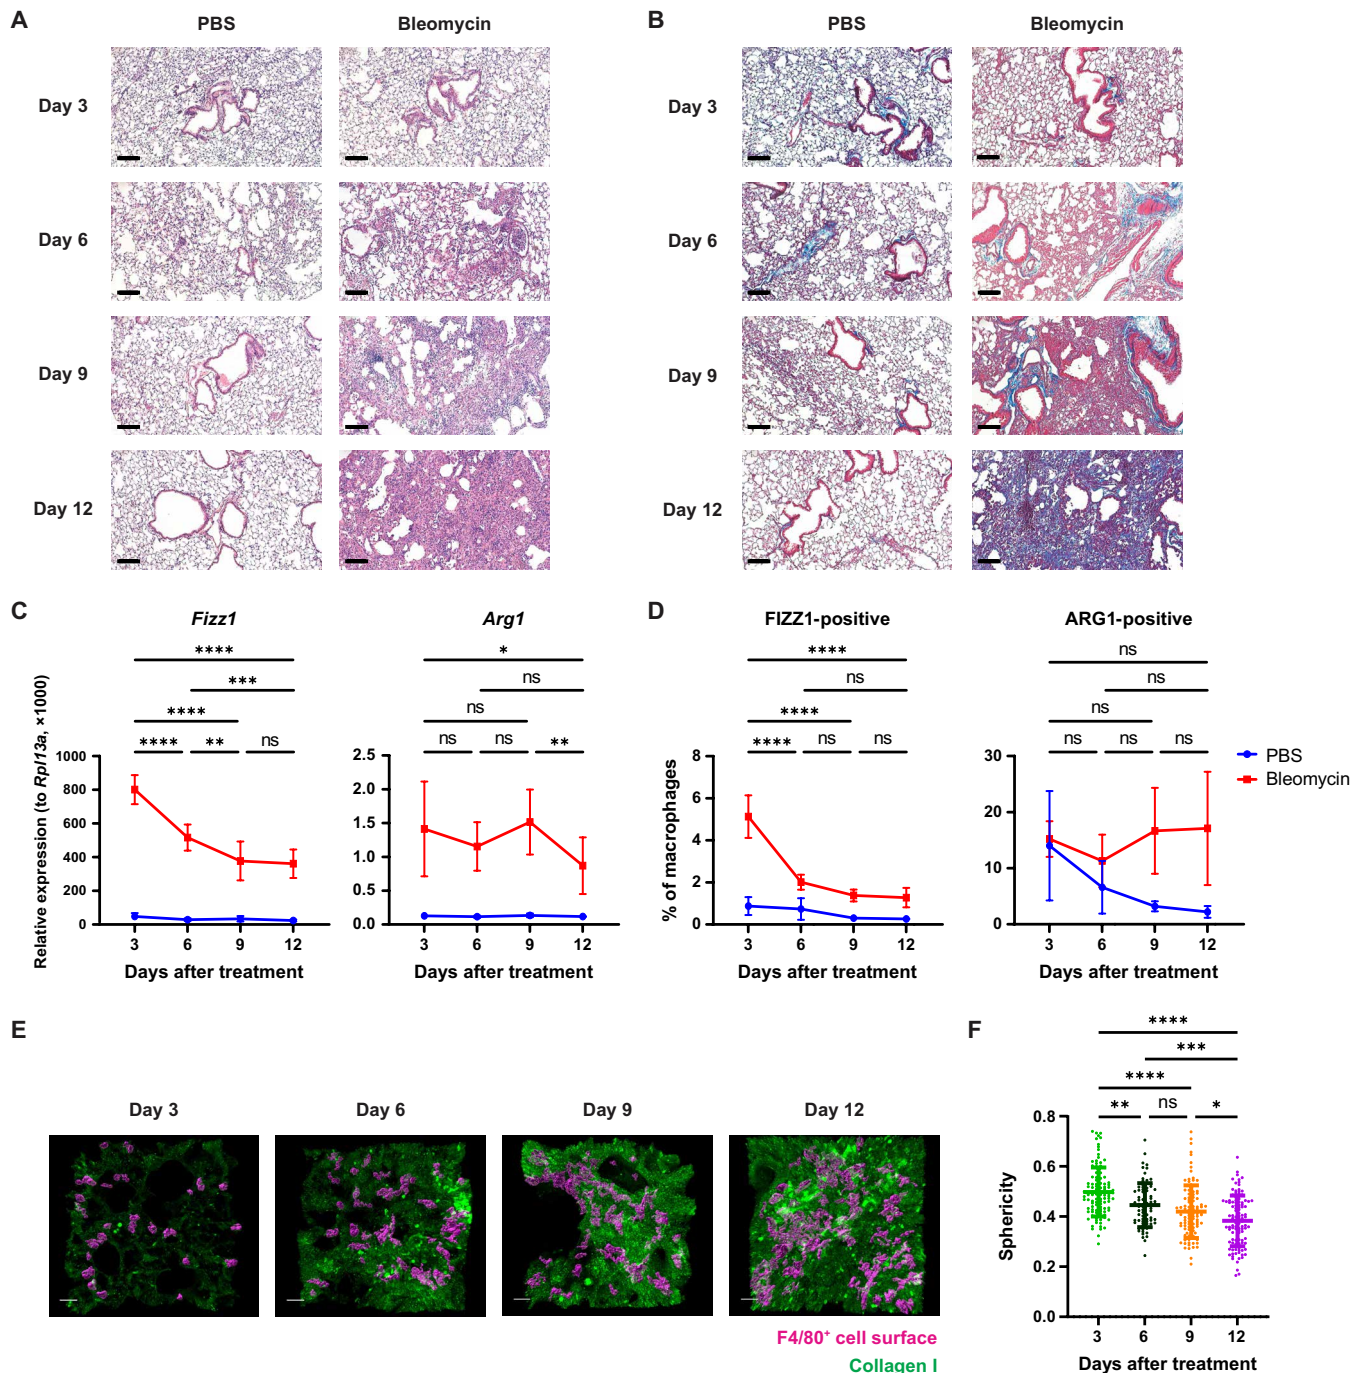 A
PBS
Bleomycin
Day 3
Day 6
Day 9
Day 12
B
PBS
Bleomycin
Day 3
Day 6
Day 9
Day 12
C
Fizz1
****
***
****
****
**
ns
Relative expression (to Rpl13a, ×1000)
1000
800
600
400
200
0
3
6
9
12
Days after treatment
Arg1
*
ns
ns
ns
ns
**
2.5
2.0
1.5
1.0
0.5
0.0
3
6
9
12
Days after treatment
D
FIZZ1-positive
****
ns
****
****
ns
ns
% of macrophages
8
6
4
2
0
3
6
9
12
Days after treatment
ARG1-positive
ns
ns
ns
ns
ns
ns
30
20
10
0
3
6
9
12
Days after treatment
PBS
Bleomycin
E
Day 3
Day 6
Day 9
Day 12
F4/80⁺ cell surface
Collagen I
F
****
***
****
**
ns
*
Sphericity
0.8
0.6
0.4
0.2
0.0
3
6
9
12
Days after treatment